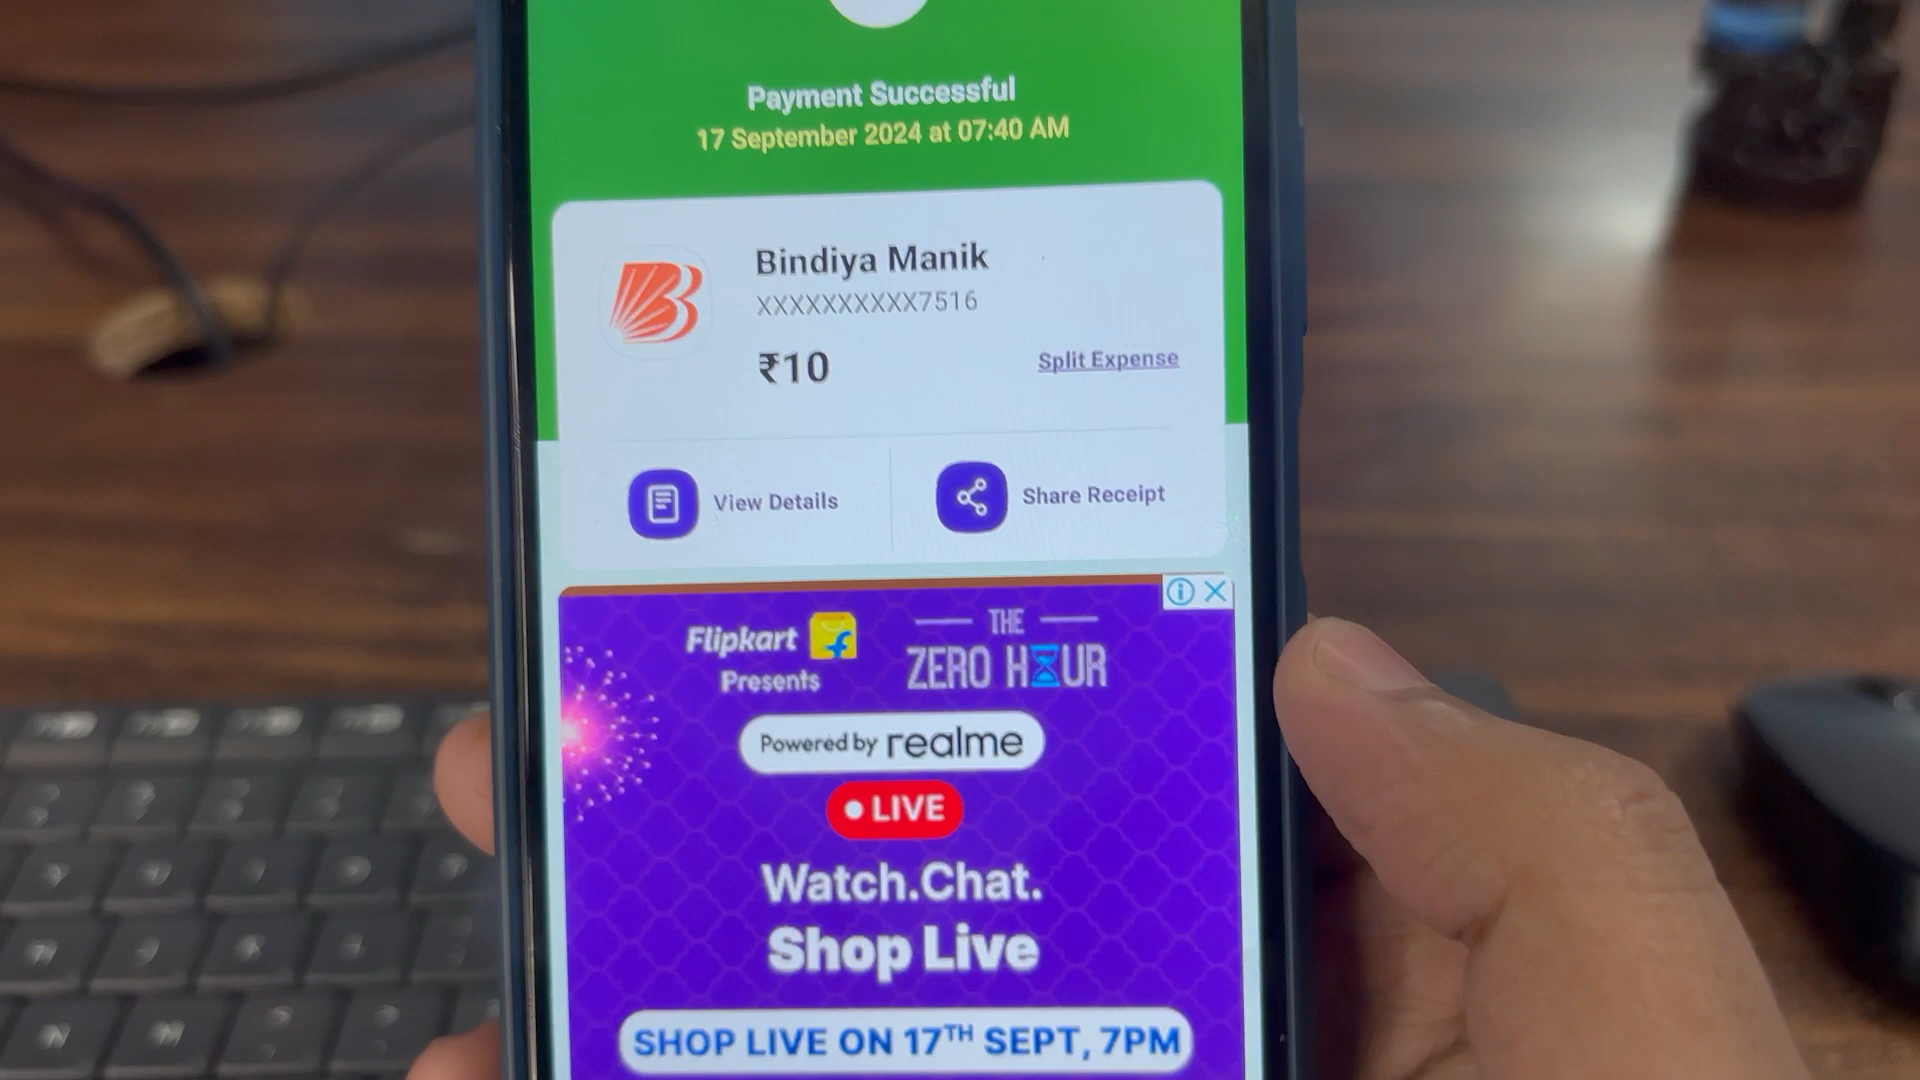 Payment Successful
17 September 2024 at 07:40 AM
Bindiya Manik
XXXXXXXXXX7516
₹10
Split Expense
View Details
Share Receipt
Flipkart
Presents
THE
ZERO HOUR
Powered by realme
LIVE
Watch.Chat.
Shop Live
SHOP LIVE ON 17TH SEPT, 7PM